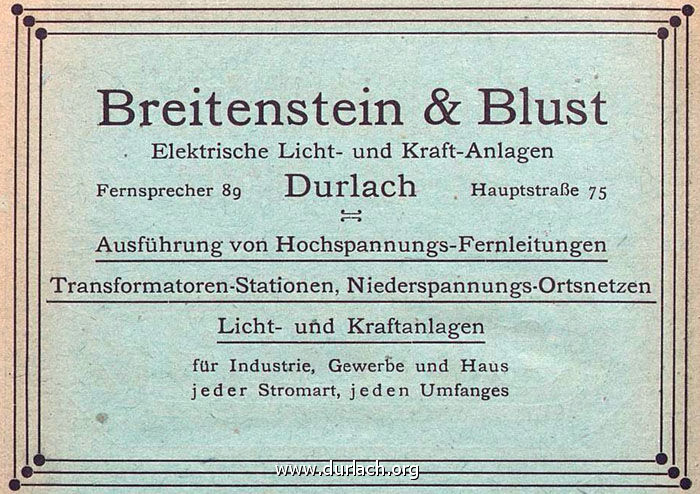 Breitenstein & Blust
Elektrische Licht- und Kraft-Anlagen
Fernsprecher 89 Durlach Hauptstraße 75
Ausführung von Hochspannungs-Fernleitungen
Transformatoren-Stationen, Niederspannungs-Ortsnetzen
Licht- und Kraftanlagen
für Industrie, Gewerbe und Haus
jeder Stromart, jeden Umfanges
www.durlach.org